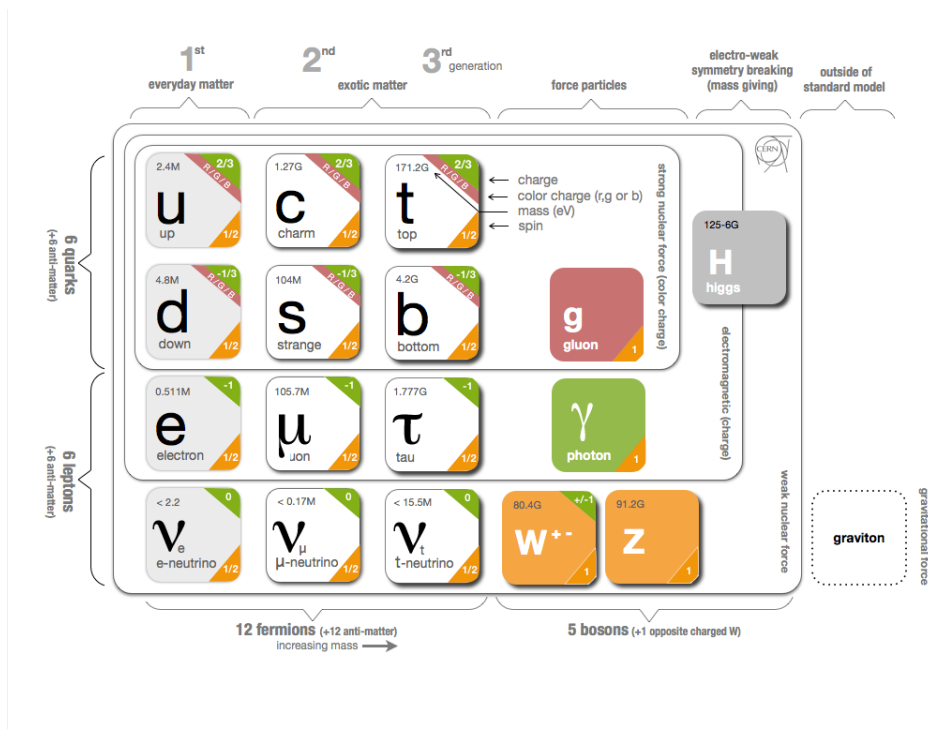 1st
2nd
3rd generation
everyday matter
exotic matter
force particles
electro-weak
symmetry breaking
(mass giving)
outside of
standard model
CERN
6 quarks
(+6 anti-matter)
2.4M
2/3
R/G/B
u
up
1/2
1.27G
2/3
R/G/B
c
charm
1/2
171.2G
2/3
R/G/B
t
top
1/2
charge
color charge (r,g or b)
mass (eV)
spin
strong nuclear force (color charge)
125-6G
H
higgs
4.8M
-1/3
R/G/B
d
down
1/2
104M
-1/3
R/G/B
s
strange
1/2
4.2G
-1/3
R/G/B
b
bottom
1/2
g
gluon
1
electromagnetic (charge)
6 leptons
(+6 anti-matter)
0.511M
-1
e
electron
1/2
105.7M
-1
μ
uon
1/2
1.777G
-1
τ
tau
1/2
γ
photon
1
weak nuclear force
< 2.2
0
νe
e-neutrino
1/2
< 0.17M
0
νμ
μ-neutrino
1/2
< 15.5M
0
νt
t-neutrino
1/2
80.4G
+/-1
W+-
1
91.2G
Z
1
graviton
gravitational force
12 fermions (+12 anti-matter)
increasing mass
5 bosons (+1 opposite charged W)